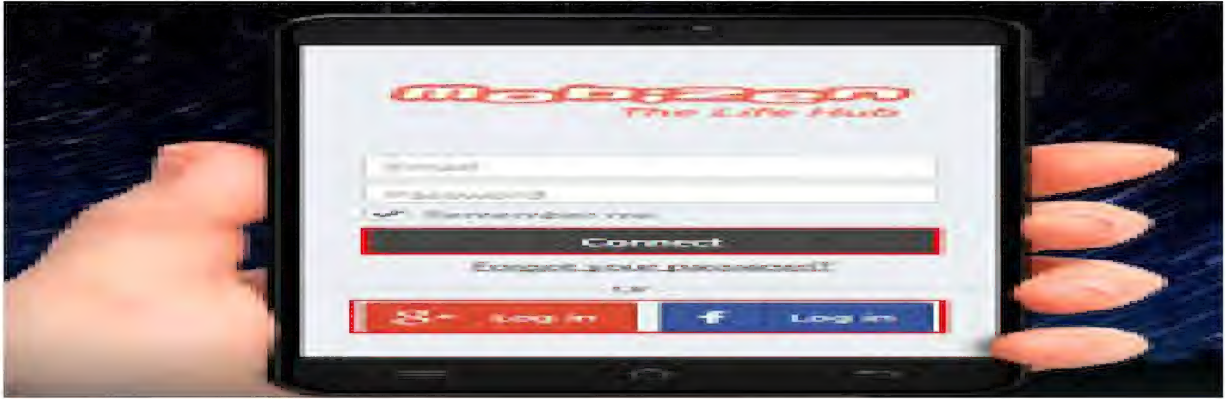 mobizen
The Life Hub
Email
Password
Remember me
Connect
Forgot your password?
or
g+ Log in
f Log in